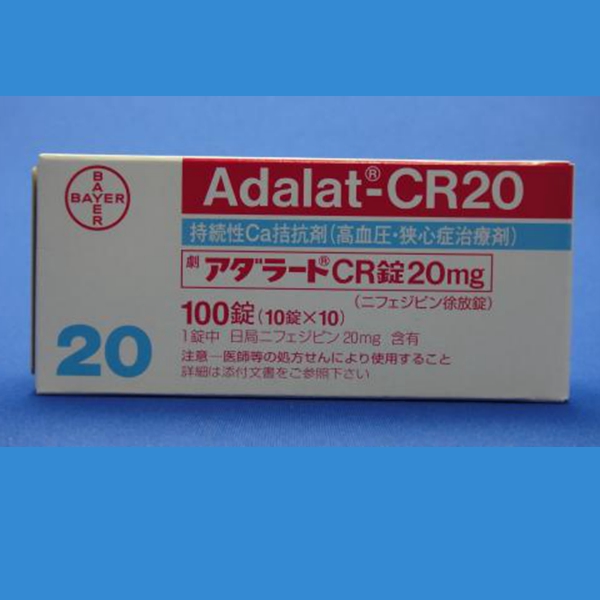 BAYER
BAYER
Adalat®-CR20
持続性Ca拮抗剤(高血圧・狭心症治療剤)
劇 アダラート®CR錠20mg
(ニフェジピン徐放錠)
100錠(10錠×10)
1錠中 日局ニフェジピン20mg 含有
注意—医師等の処方せんにより使用すること
詳細は添付文書をご参照下さい
20